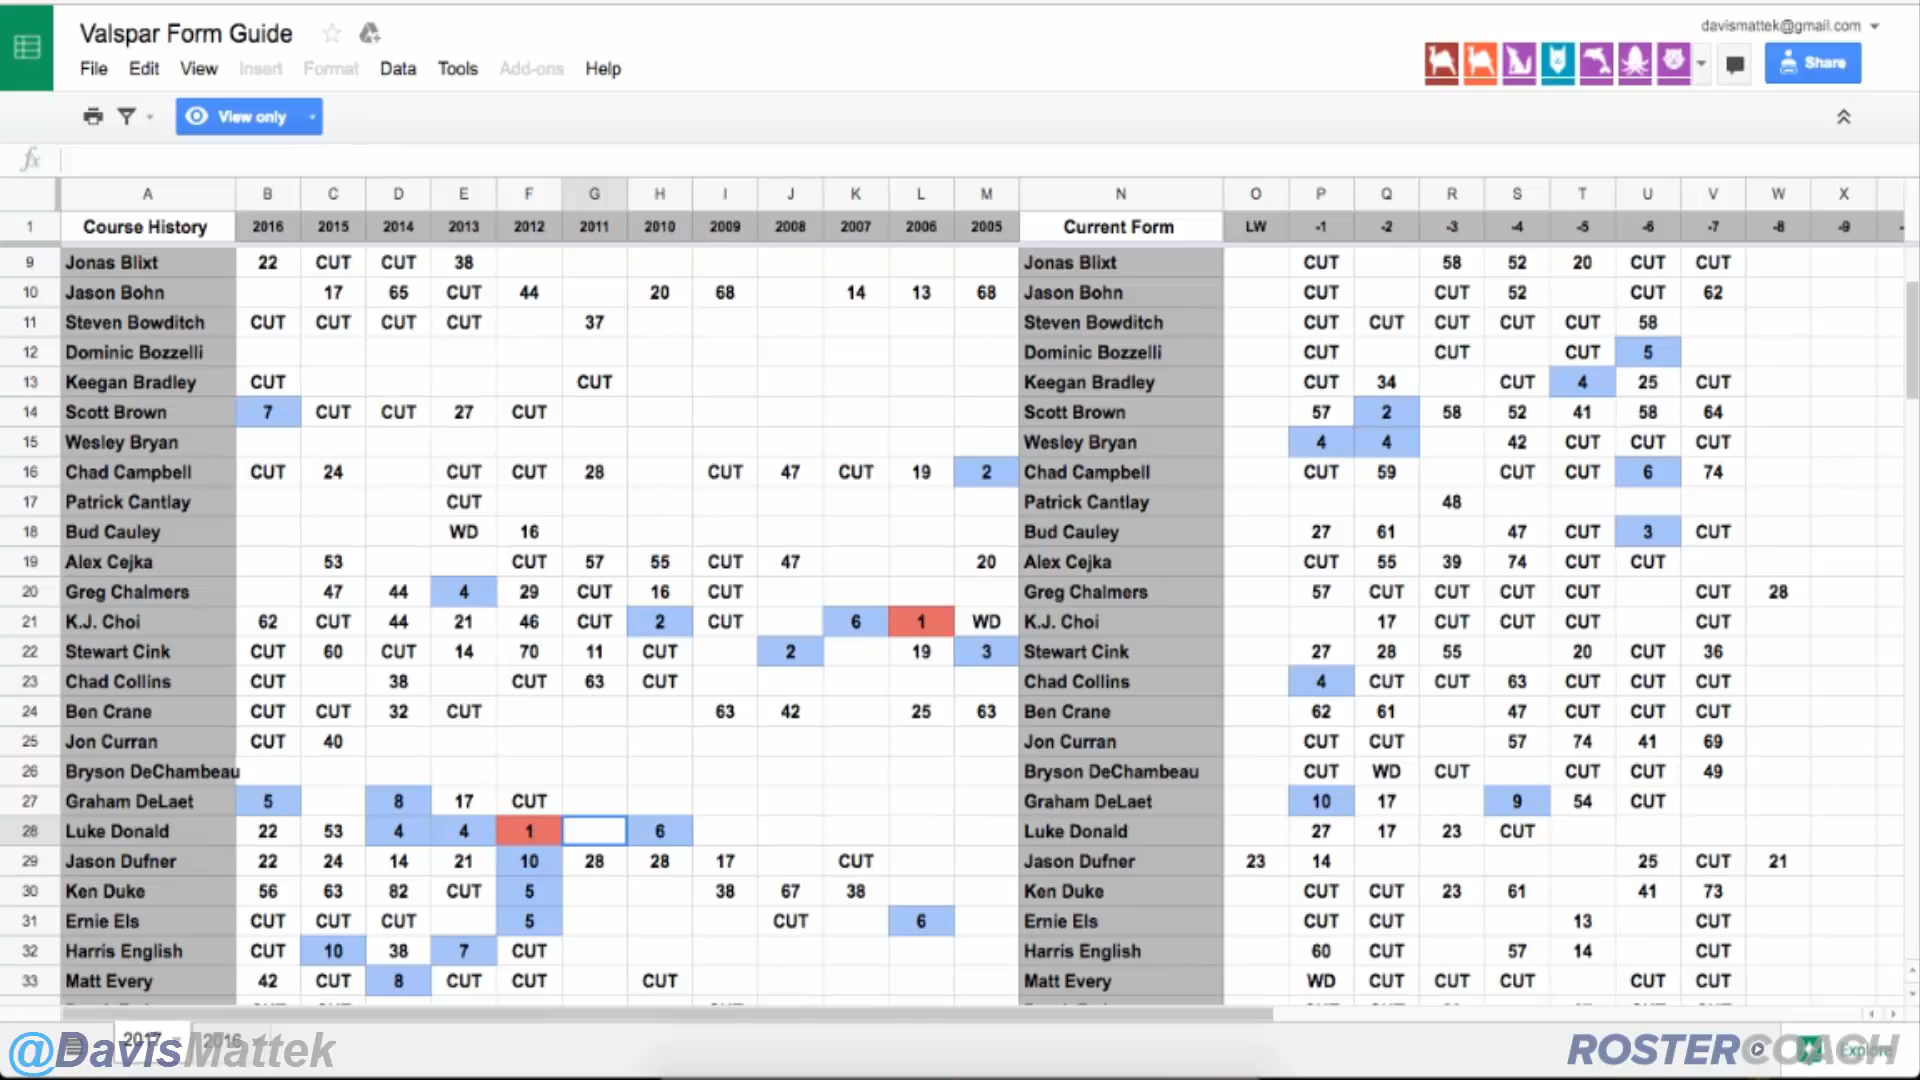 Valspar Form Guide
davismattek@gmail.com
File Edit View Insert Format Data Tools Add-ons Help
Share
View only
fx
A B C D E F G H I J K L M N O P Q R S T U V W X
1 Course History 2016 2015 2014 2013 2012 2011 2010 2009 2008 2007 2006 2005 Current Form LW -1 -2 -3 -4 -5 -6 -7 -8 -9
9 Jonas Blixt 22 CUT CUT 38 Jonas Blixt CUT 58 52 20 CUT CUT
10 Jason Bohn 17 65 CUT 44 20 68 14 13 68 Jason Bohn CUT CUT 52 CUT 62
11 Steven Bowditch CUT CUT CUT CUT 37 Steven Bowditch CUT CUT CUT CUT CUT 58
12 Dominic Bozzelli Dominic Bozzelli CUT CUT CUT 5
13 Keegan Bradley CUT CUT Keegan Bradley CUT 34 CUT 4 25 CUT
14 Scott Brown 7 CUT CUT 27 CUT Scott Brown 57 2 58 52 41 58 64
15 Wesley Bryan Wesley Bryan 4 4 42 CUT CUT CUT
16 Chad Campbell CUT 24 CUT CUT 28 CUT 47 CUT 19 2 Chad Campbell CUT 59 CUT CUT 6 74
17 Patrick Cantlay CUT Patrick Cantlay 48
18 Bud Cauley WD 16 Bud Cauley 27 61 47 CUT 3 CUT
19 Alex Cejka 53 CUT 57 55 CUT 47 20 Alex Cejka CUT 55 39 74 CUT CUT
20 Greg Chalmers 47 44 4 29 CUT 16 CUT Greg Chalmers 57 CUT CUT CUT CUT CUT 28
21 K.J. Choi 62 CUT 44 21 46 CUT 2 CUT 6 1 WD K.J. Choi 17 CUT CUT CUT CUT
22 Stewart Cink CUT 60 CUT 14 70 11 CUT 2 19 3 Stewart Cink 27 28 55 20 CUT 36
23 Chad Collins CUT 38 CUT 63 CUT Chad Collins 4 CUT CUT 63 CUT CUT CUT
24 Ben Crane CUT CUT 32 CUT 63 42 25 63 Ben Crane 62 61 47 CUT CUT CUT
25 Jon Curran CUT 40 Jon Curran CUT CUT 57 74 41 69
26 Bryson DeChambeau Bryson DeChambeau CUT WD CUT CUT CUT 49
27 Graham DeLaet 5 8 17 CUT Graham DeLaet 10 17 9 54 CUT
28 Luke Donald 22 53 4 4 1 6 Luke Donald 27 17 23 CUT
29 Jason Dufner 22 24 14 21 10 28 28 17 CUT Jason Dufner 23 14 25 CUT 21
30 Ken Duke 56 63 82 CUT 5 38 67 38 Ken Duke CUT CUT 23 61 41 73
31 Ernie Els CUT CUT CUT 5 CUT 6 Ernie Els CUT CUT 13 CUT
32 Harris English CUT 10 38 7 CUT Harris English 60 CUT 57 14 CUT
33 Matt Every 42 CUT 8 CUT CUT CUT Matt Every WD CUT CUT CUT CUT CUT
2017 2016
@DavisMattek
ROSTERCOACH
Explore